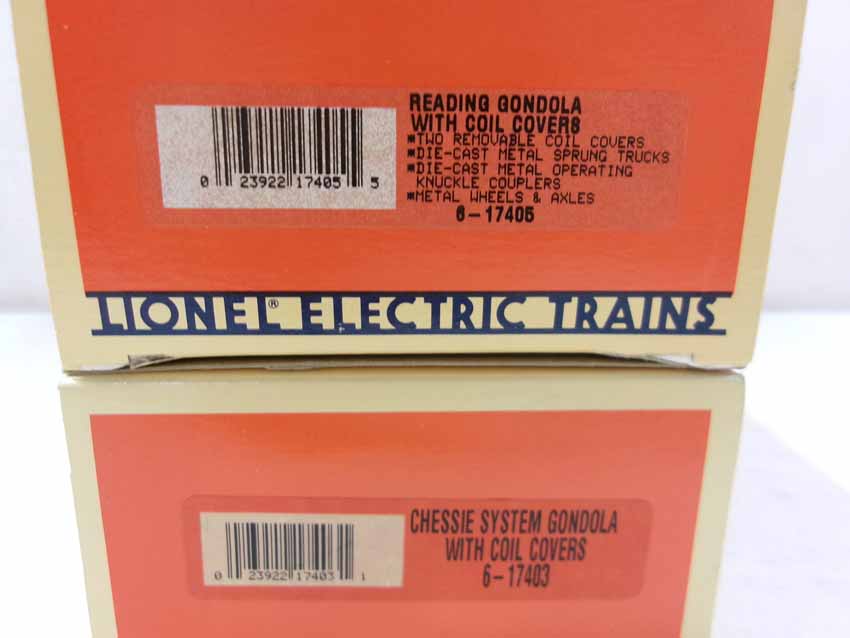 READING GONDOLA
WITH COIL COVERS
*TWO REMOVABLE COIL COVERS
*DIE-CAST METAL SPRUNG TRUCKS
*DIE-CAST METAL OPERATING
KNUCKLE COUPLERS
*METAL WHEELS & AXLES
6-17405
0 23922 17405 5
LIONEL® ELECTRIC TRAINS
CHESSIE SYSTEM GONDOLA
WITH COIL COVERS
6-17403
0 23922 17403 1